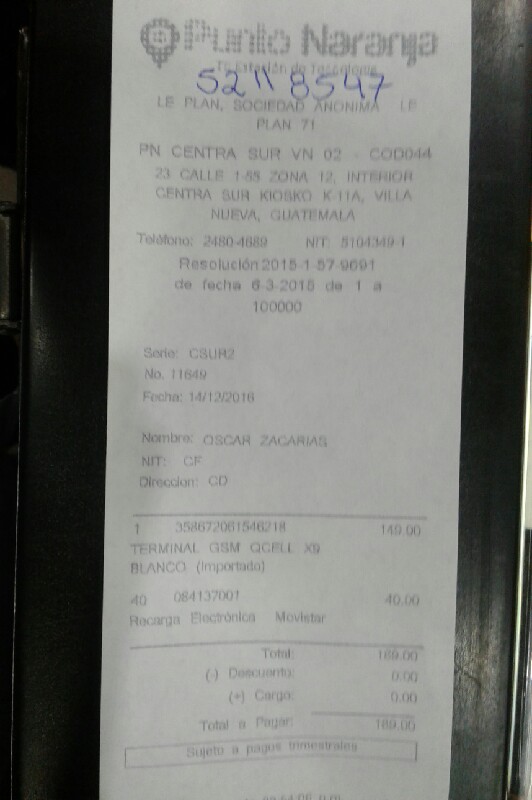 Punto Naranja
Tu Estación de Telefonía
52118547
LE PLAN, SOCIEDAD ANONIMA LE
PLAN 71
PN CENTRA SUR VN 02 - COD044
23 CALLE 1-55 ZONA 12, INTERIOR
CENTRA SUR KIOSKO K-11A, VILLA
NUEVA, GUATEMALA
Teléfono: 2480-4889 NIT: 5104349-1
Resolución 2015-1-57-9691
de fecha 6-3-2015 de 1 a
100000
Serie: CSUR2
No. 11649
Fecha: 14/12/2016
Nombre: OSCAR ZACARIAS
NIT: CF
Direccion: CD
1 358672061546218 149.00
TERMINAL GSM QCELL X9
BLANCO (Importado)
40 084137001 40.00
Recarga Electrónica Movistar
Total: 189.00
(-) Descuento: 0.00
(+) Cargo: 0.00
Total a Pagar: 189.00
Sujeto a pagos trimestrales